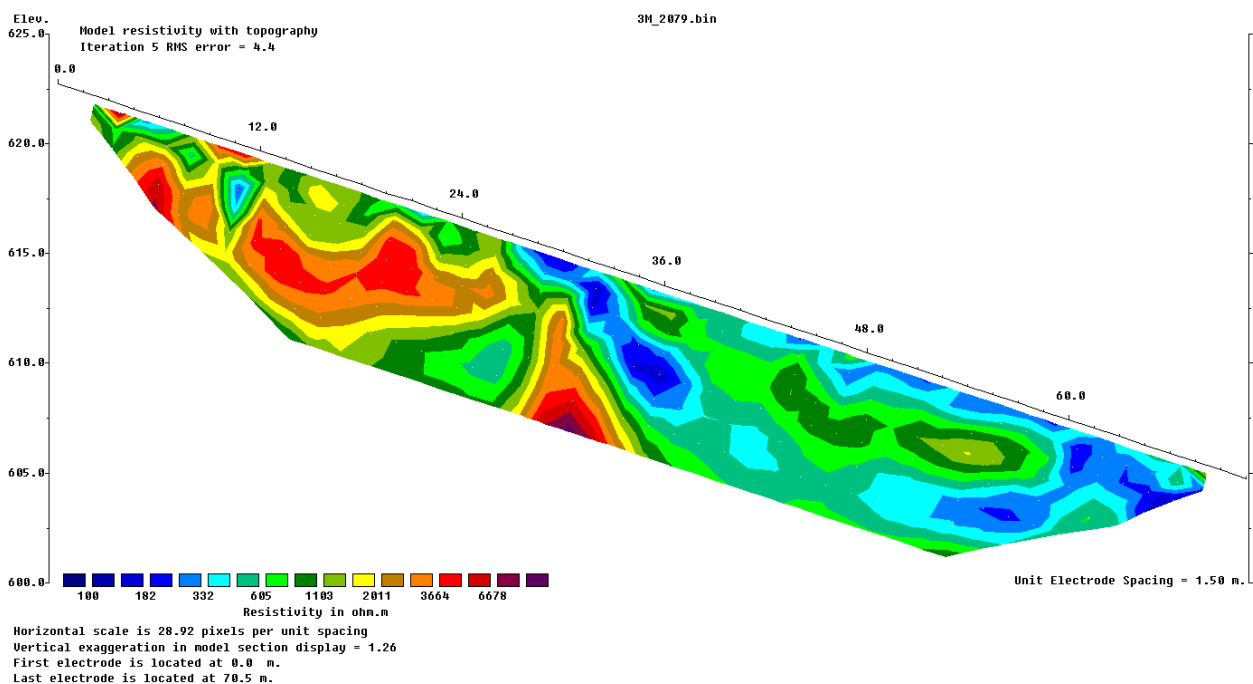 3M_2079.bin
Elev.
625.0
Model resistivity with topography
Iteration 5 RMS error = 4.4
0.0
12.0
620.0
24.0
615.0
36.0
48.0
610.0
60.0
605.0
600.0
Unit Electrode Spacing = 1.50 m.
100 182 332 605 1103 2011 3664 6678
Resistivity in ohm.m
Horizontal scale is 28.92 pixels per unit spacing
Vertical exaggeration in model section display = 1.26
First electrode is located at 0.0 m.
Last electrode is located at 70.5 m.